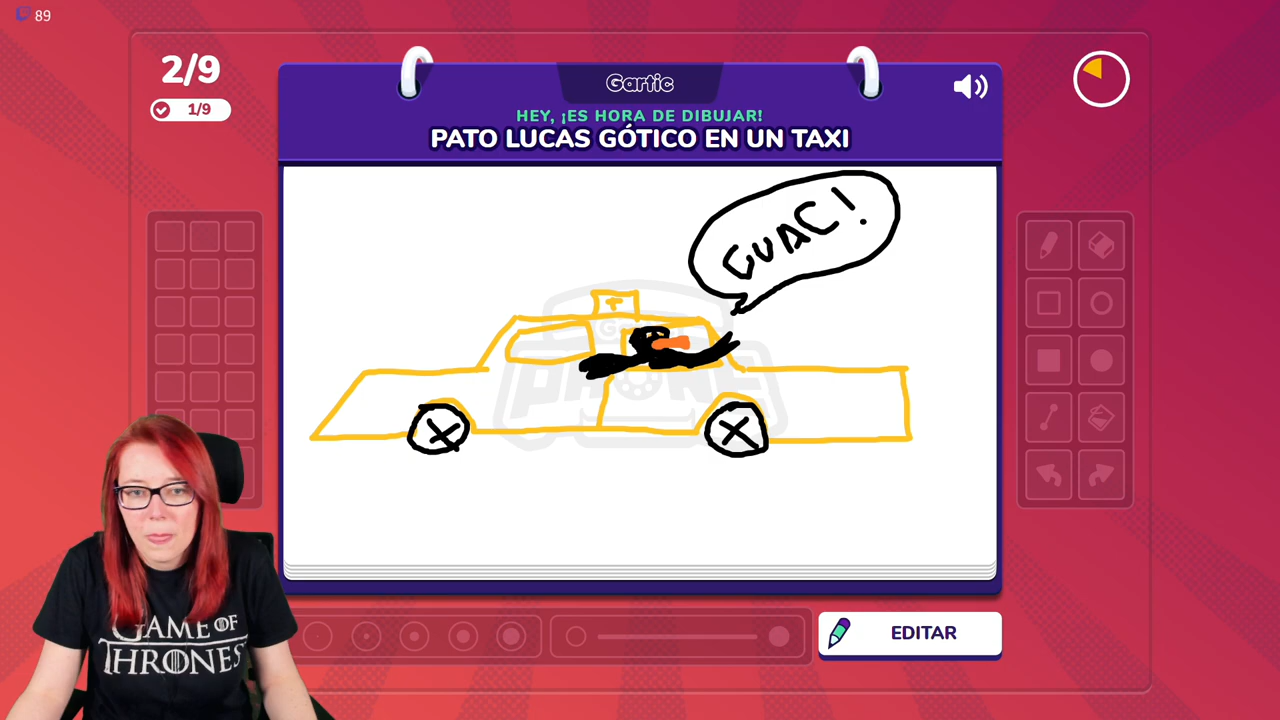 89
2/9
1/9
Gartic
HEY, ¡ES HORA DE DIBUJAR!
PATO LUCAS GÓTICO EN UN TAXI
GUAC!
T
PHONE
GAME OF
THRONES
EDITAR